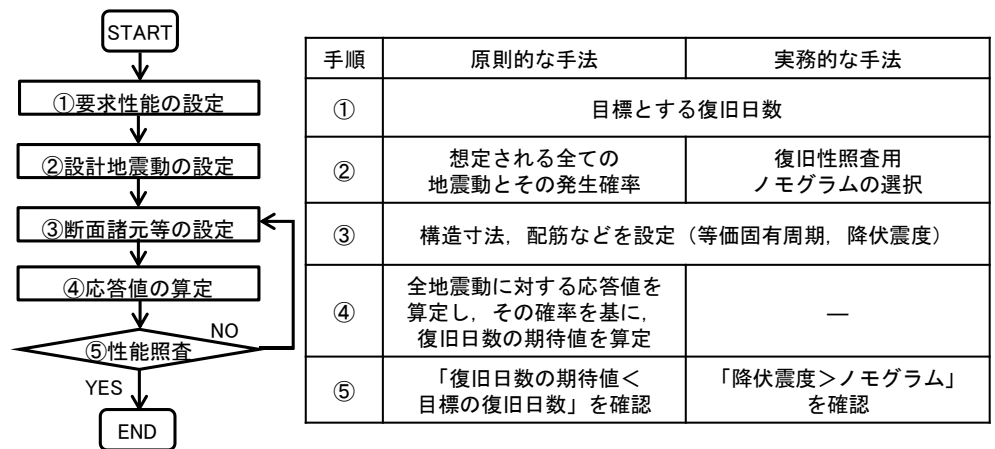 START
①要求性能の設定
②設計地震動の設定
③断面諸元等の設定
④応答値の算定
NO
⑤性能照査
YES
END
手順
原則的な手法
実務的な手法
①
目標とする復旧日数
②
想定される全ての
地震動とその発生確率
復旧性照査用
ノモグラムの選択
③
構造寸法，配筋などを設定（等価固有周期，降伏震度）
④
全地震動に対する応答値を
算定し，その確率を基に，
復旧日数の期待値を算定
―
⑤
「復旧日数の期待値＜
目標の復旧日数」を確認
「降伏震度＞ノモグラム」
を確認